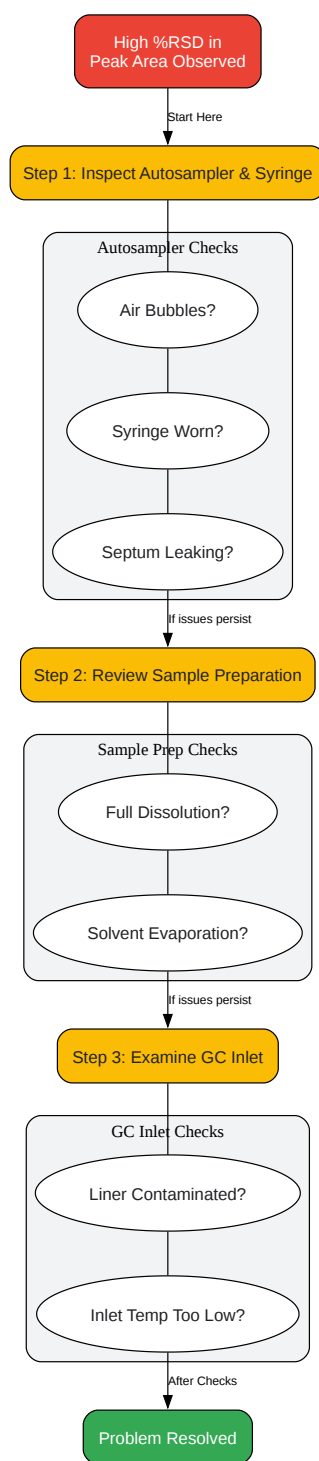 High %RSD in
Peak Area Observed
Start Here
Step 1: Inspect Autosampler & Syringe
Autosampler Checks
Air Bubbles?
Syringe Worn?
Septum Leaking?
If issues persist
Step 2: Review Sample Preparation
Sample Prep Checks
Full Dissolution?
Solvent Evaporation?
If issues persist
Step 3: Examine GC Inlet
GC Inlet Checks
Liner Contaminated?
Inlet Temp Too Low?
After Checks
Problem Resolved